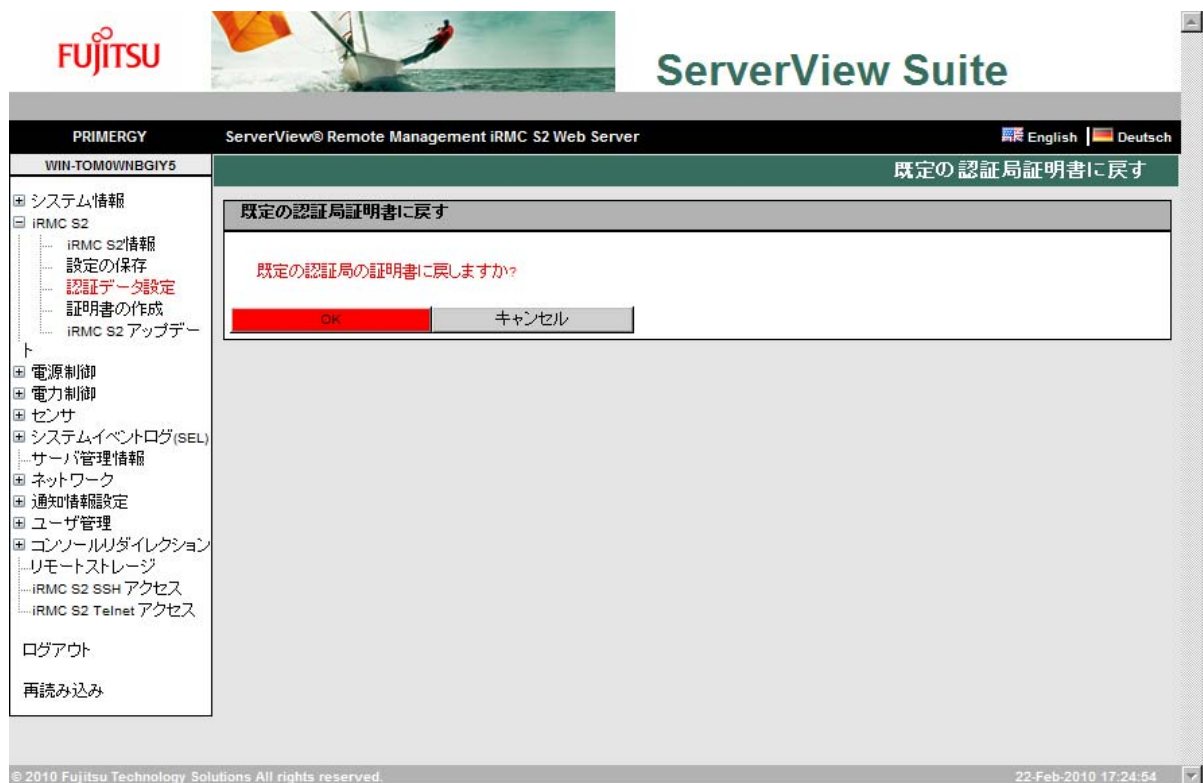 FUJITSU
ServerView Suite
PRIMERGY
ServerView® Remote Management iRMC S2 Web Server
English
Deutsch
WIN-TOM0WNBGIY5
既定の認証局証明書に戻す
システム情報
iRMC S2
iRMC S2情報
設定の保存
認証データ設定
証明書の作成
iRMC S2 アップデー
ト
電源制御
電力制御
センサ
システムイベントログ(SEL)
サーバ管理情報
ネットワーク
通知情報設定
ユーザ管理
コンソールリダイレクション
リモートストレージ
iRMC S2 SSH アクセス
iRMC S2 Telnet アクセス
ログアウト
再読み込み
既定の認証局証明書に戻す
既定の認証局の証明書に戻しますか?
OK
キャンセル
© 2010 Fujitsu Technology Solutions All rights reserved.
22-Feb-2010 17:24:54